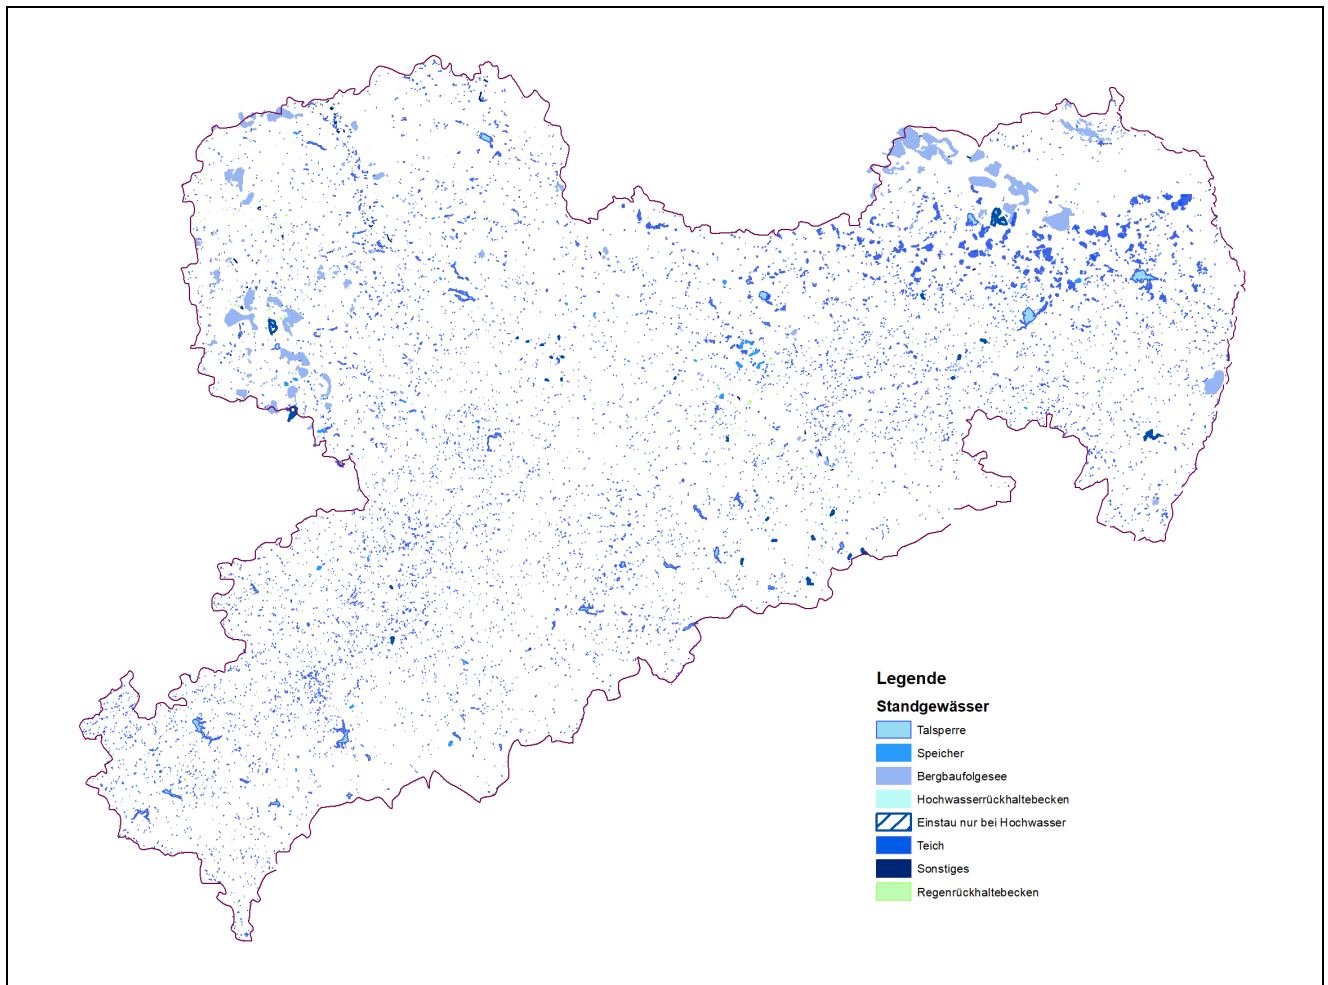 Legende
Standgewässer
Talsperre
Speicher
Bergbaufolgesee
Hochwasserrückhaltebecken
Einstau nur bei Hochwasser
Teich
Sonstiges
Regenrückhaltebecken